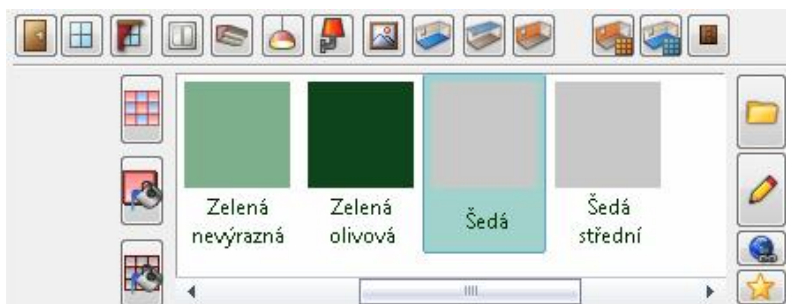 Zelená
nevýrazná
Zelená
olivová
Šedá
Šedá
střední